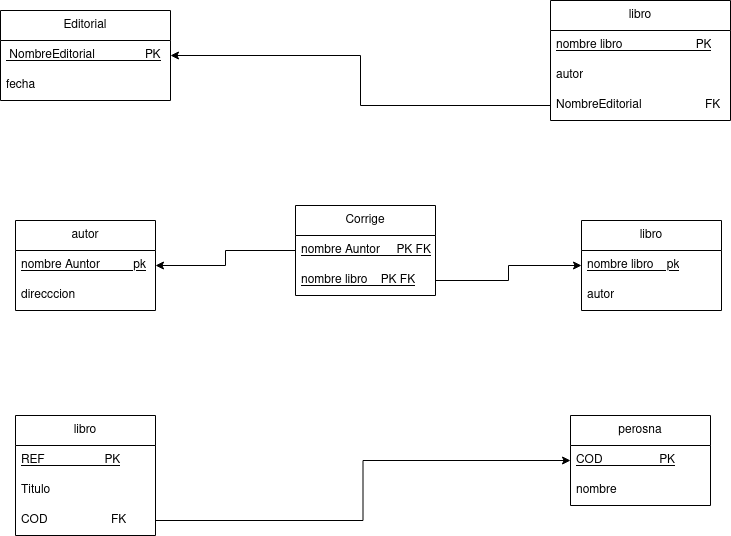 Editorial
NombreEditorial PK
fecha
libro
nombre libro PK
autor
NombreEditorial FK
autor
nombre Auntor pk
direcccion
Corrige
nombre Auntor PK FK
nombre libro PK FK
libro
nombre libro pk
autor
libro
REF PK
Titulo
COD FK
perosna
COD PK
nombre